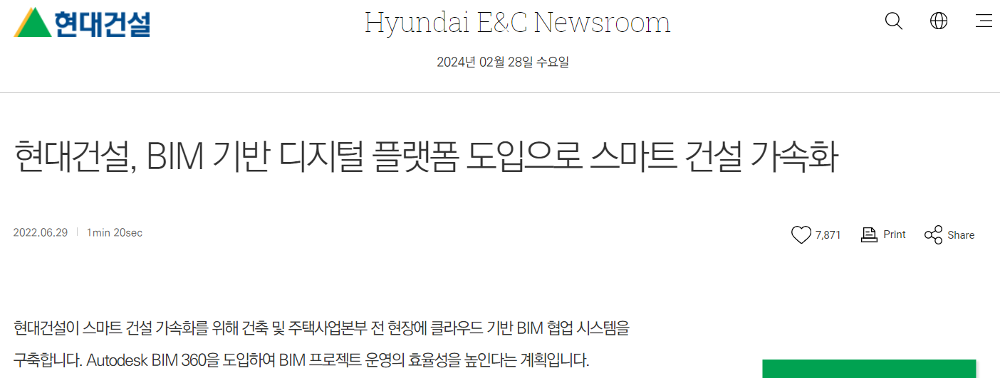 현대건설
Hyundai E&C Newsroom
2024년 02월 28일 수요일
현대건설, BIM 기반 디지털 플랫폼 도입으로 스마트 건설 가속화
2022.06.29 1min 20sec
7,871 Print Share
현대건설이 스마트 건설 가속화를 위해 건축 및 주택사업본부 전 현장에 클라우드 기반 BIM 협업 시스템을
구축합니다. Autodesk BIM 360을 도입하여 BIM 프로젝트 운영의 효율성을 높인다는 계획입니다.